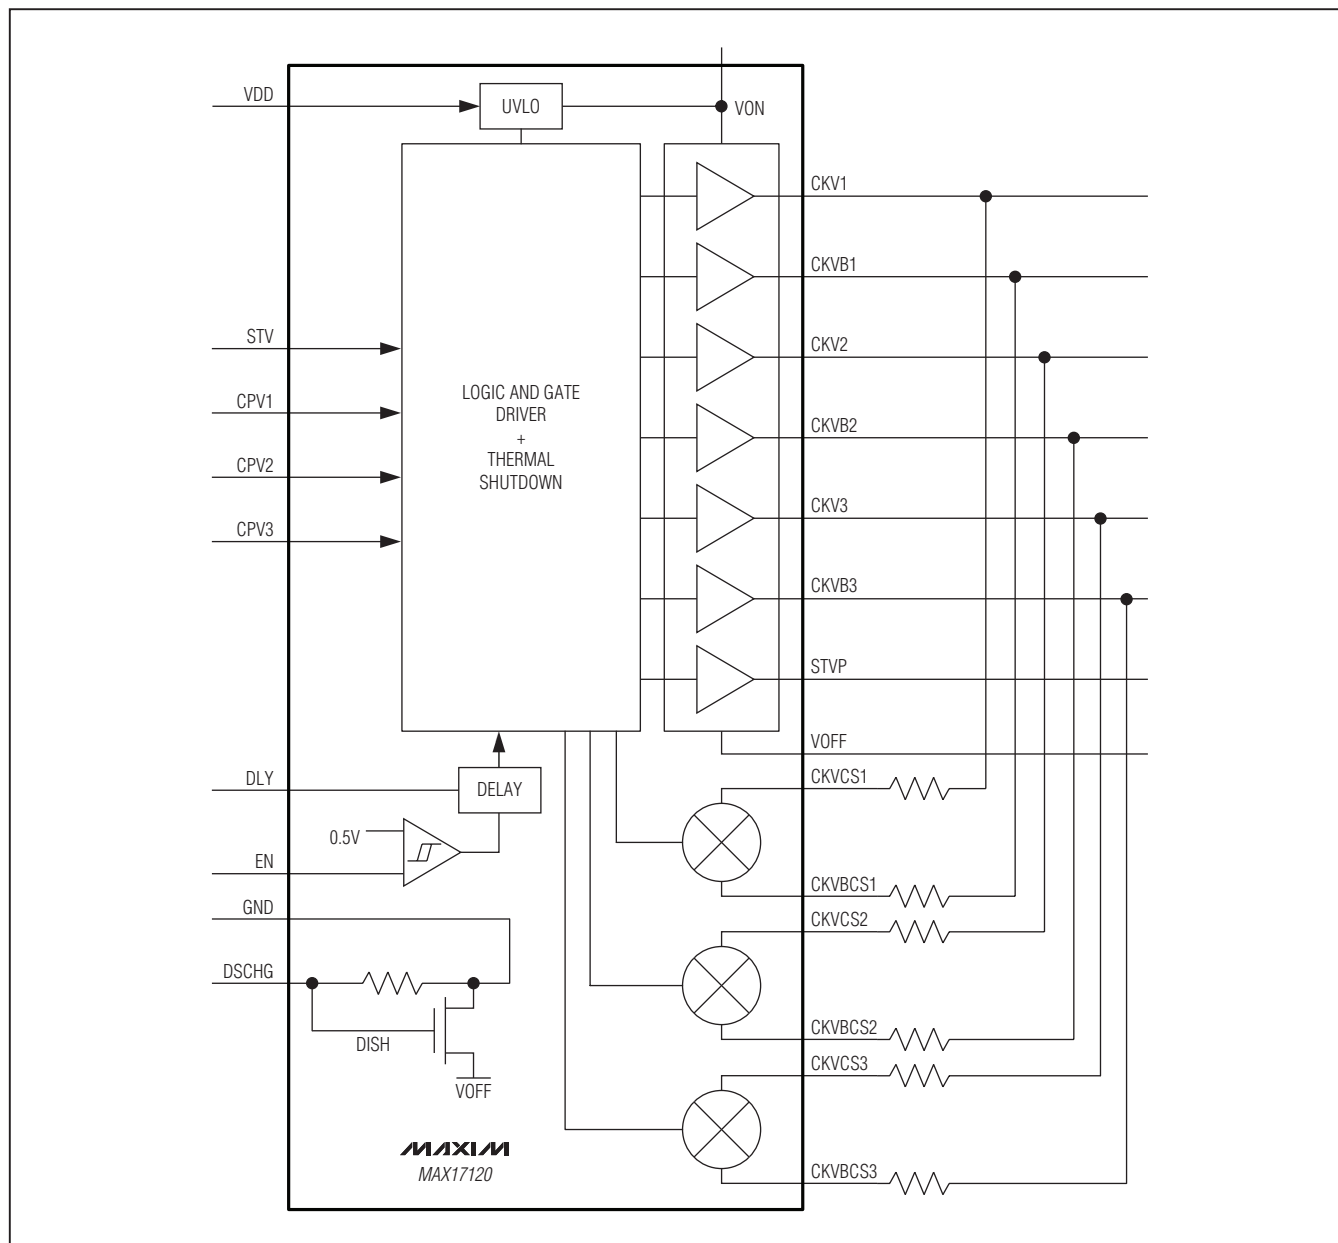 VDD
UVLO
VON
CKV1
CKVB1
STV
CKV2
CPV1
LOGIC AND GATE
DRIVER
+
THERMAL
SHUTDOWN
CKVB2
CPV2
CKV3
CPV3
CKVB3
STVP
VOFF
DLY
DELAY
CKVCS1
0.5V
EN
CKVBCS1
GND
CKVCS2
DSCHG
DISH
CKVBCS2
VOFF
CKVCS3
MAXIM
MAX17120
CKVBCS3